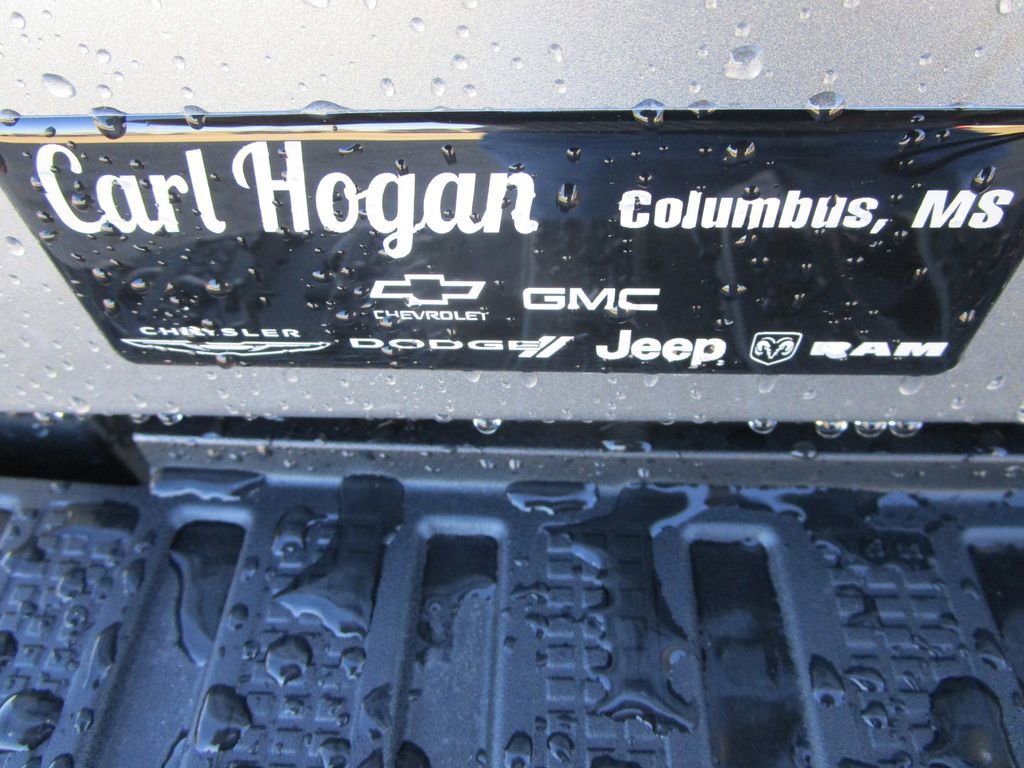 Carl Hogan Columbus, MS
CHEVROLET GMC
CHRYSLER DODGE Jeep RAM